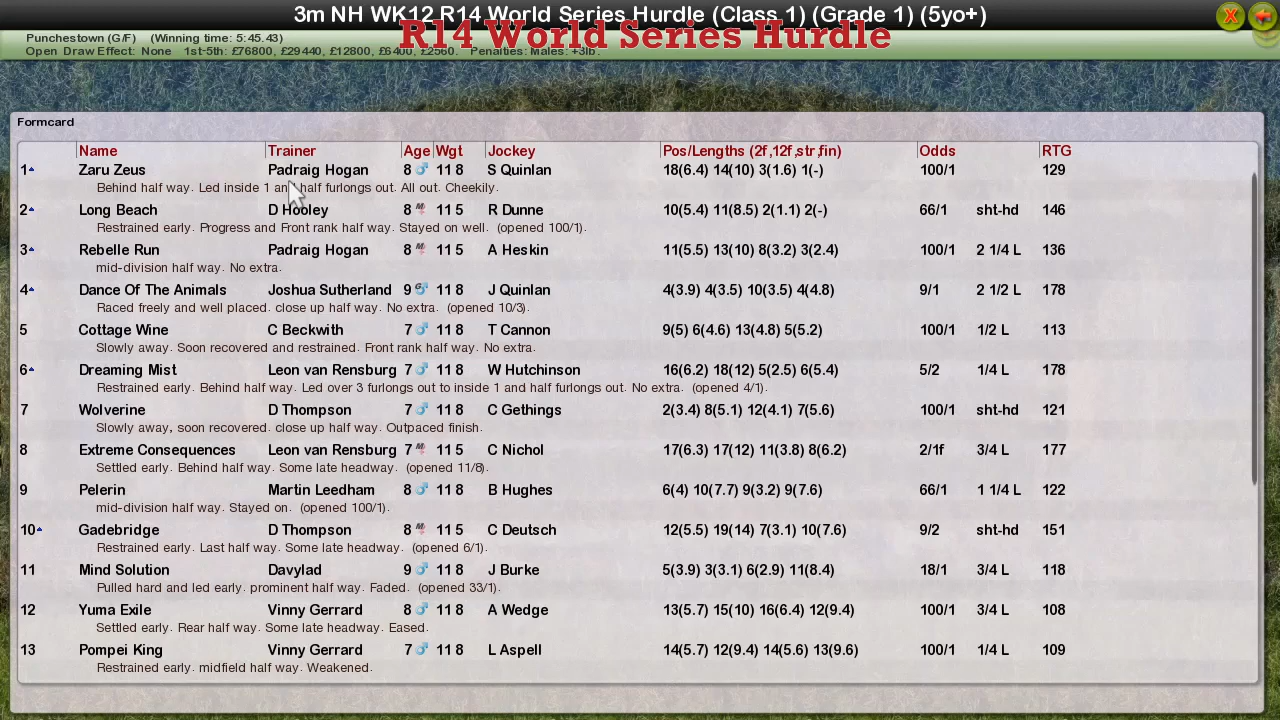 3m NH WK12 R14 World Series Hurdle (Class 1) (Grade 1) (5yo+)
R14 World Series Hurdle
Punchestown (G/F) (Winning time: 5:45.43)
Open Draw Effect: None 1st-5th: £76800, £29440, £12800, £6400, £2560. Penalties: Males: +3lb.
Formcard
Name Trainer Age Wgt Jockey Pos/Lengths (2f,12f,str,fin) Odds RTG
1 Zaru Zeus Padraig Hogan 8 11 8 S Quinlan 18(6.4) 14(10) 3(1.6) 1(-) 100/1 129
Behind half way. Led inside 1 and half furlongs out. All out. Cheekily.
2 Long Beach D Hooley 8 11 5 R Dunne 10(5.4) 11(8.5) 2(1.1) 2(-) 66/1 sht-hd 146
Restrained early. Progress and Front rank half way. Stayed on well. (opened 100/1).
3 Rebelle Run Padraig Hogan 8 11 5 A Heskin 11(5.5) 13(10) 8(3.2) 3(2.4) 100/1 2 1/4 L 136
mid-division half way. No extra.
4 Dance Of The Animals Joshua Sutherland 9 11 8 J Quinlan 4(3.9) 4(3.5) 10(3.5) 4(4.8) 9/1 2 1/2 L 178
Raced freely and well placed. close up half way. No extra. (opened 10/3).
5 Cottage Wine C Beckwith 7 11 8 T Cannon 9(5) 6(4.6) 13(4.8) 5(5.2) 100/1 1/2 L 113
Slowly away. Soon recovered and restrained. Front rank half way. No extra.
6 Dreaming Mist Leon van Rensburg 7 11 8 W Hutchinson 16(6.2) 18(12) 5(2.5) 6(5.4) 5/2 1/4 L 178
Restrained early. Behind half way. Led over 3 furlongs out to inside 1 and half furlongs out. No extra. (opened 4/1).
7 Wolverine D Thompson 7 11 8 C Gethings 2(3.4) 8(5.1) 12(4.1) 7(5.6) 100/1 sht-hd 121
Slowly away, soon recovered. close up half way. Outpaced finish.
8 Extreme Consequences Leon van Rensburg 7 11 5 C Nichol 17(6.3) 17(12) 11(3.8) 8(6.2) 2/1f 3/4 L 177
Settled early. Behind half way. Some late headway. (opened 11/8).
9 Pelerin Martin Leedham 8 11 8 B Hughes 6(4) 10(7.7) 9(3.2) 9(7.6) 66/1 1 1/4 L 122
mid-division half way. Stayed on. (opened 100/1).
10 Gadebridge D Thompson 8 11 5 C Deutsch 12(5.5) 19(14) 7(3.1) 10(7.6) 9/2 sht-hd 151
Restrained early. Last half way. Some late headway. (opened 6/1).
11 Mind Solution Davylad 9 11 8 J Burke 5(3.9) 3(3.1) 6(2.9) 11(8.4) 18/1 3/4 L 118
Pulled hard and led early. prominent half way. Faded. (opened 33/1).
12 Yuma Exile Vinny Gerrard 8 11 8 A Wedge 13(5.7) 15(10) 16(6.4) 12(9.4) 100/1 3/4 L 108
Settled early. Rear half way. Some late headway. Eased.
13 Pompei King Vinny Gerrard 7 11 8 L Aspell 14(5.7) 12(9.4) 14(5.6) 13(9.6) 100/1 1/4 L 109
Restrained early. midfield half way. Weakened.